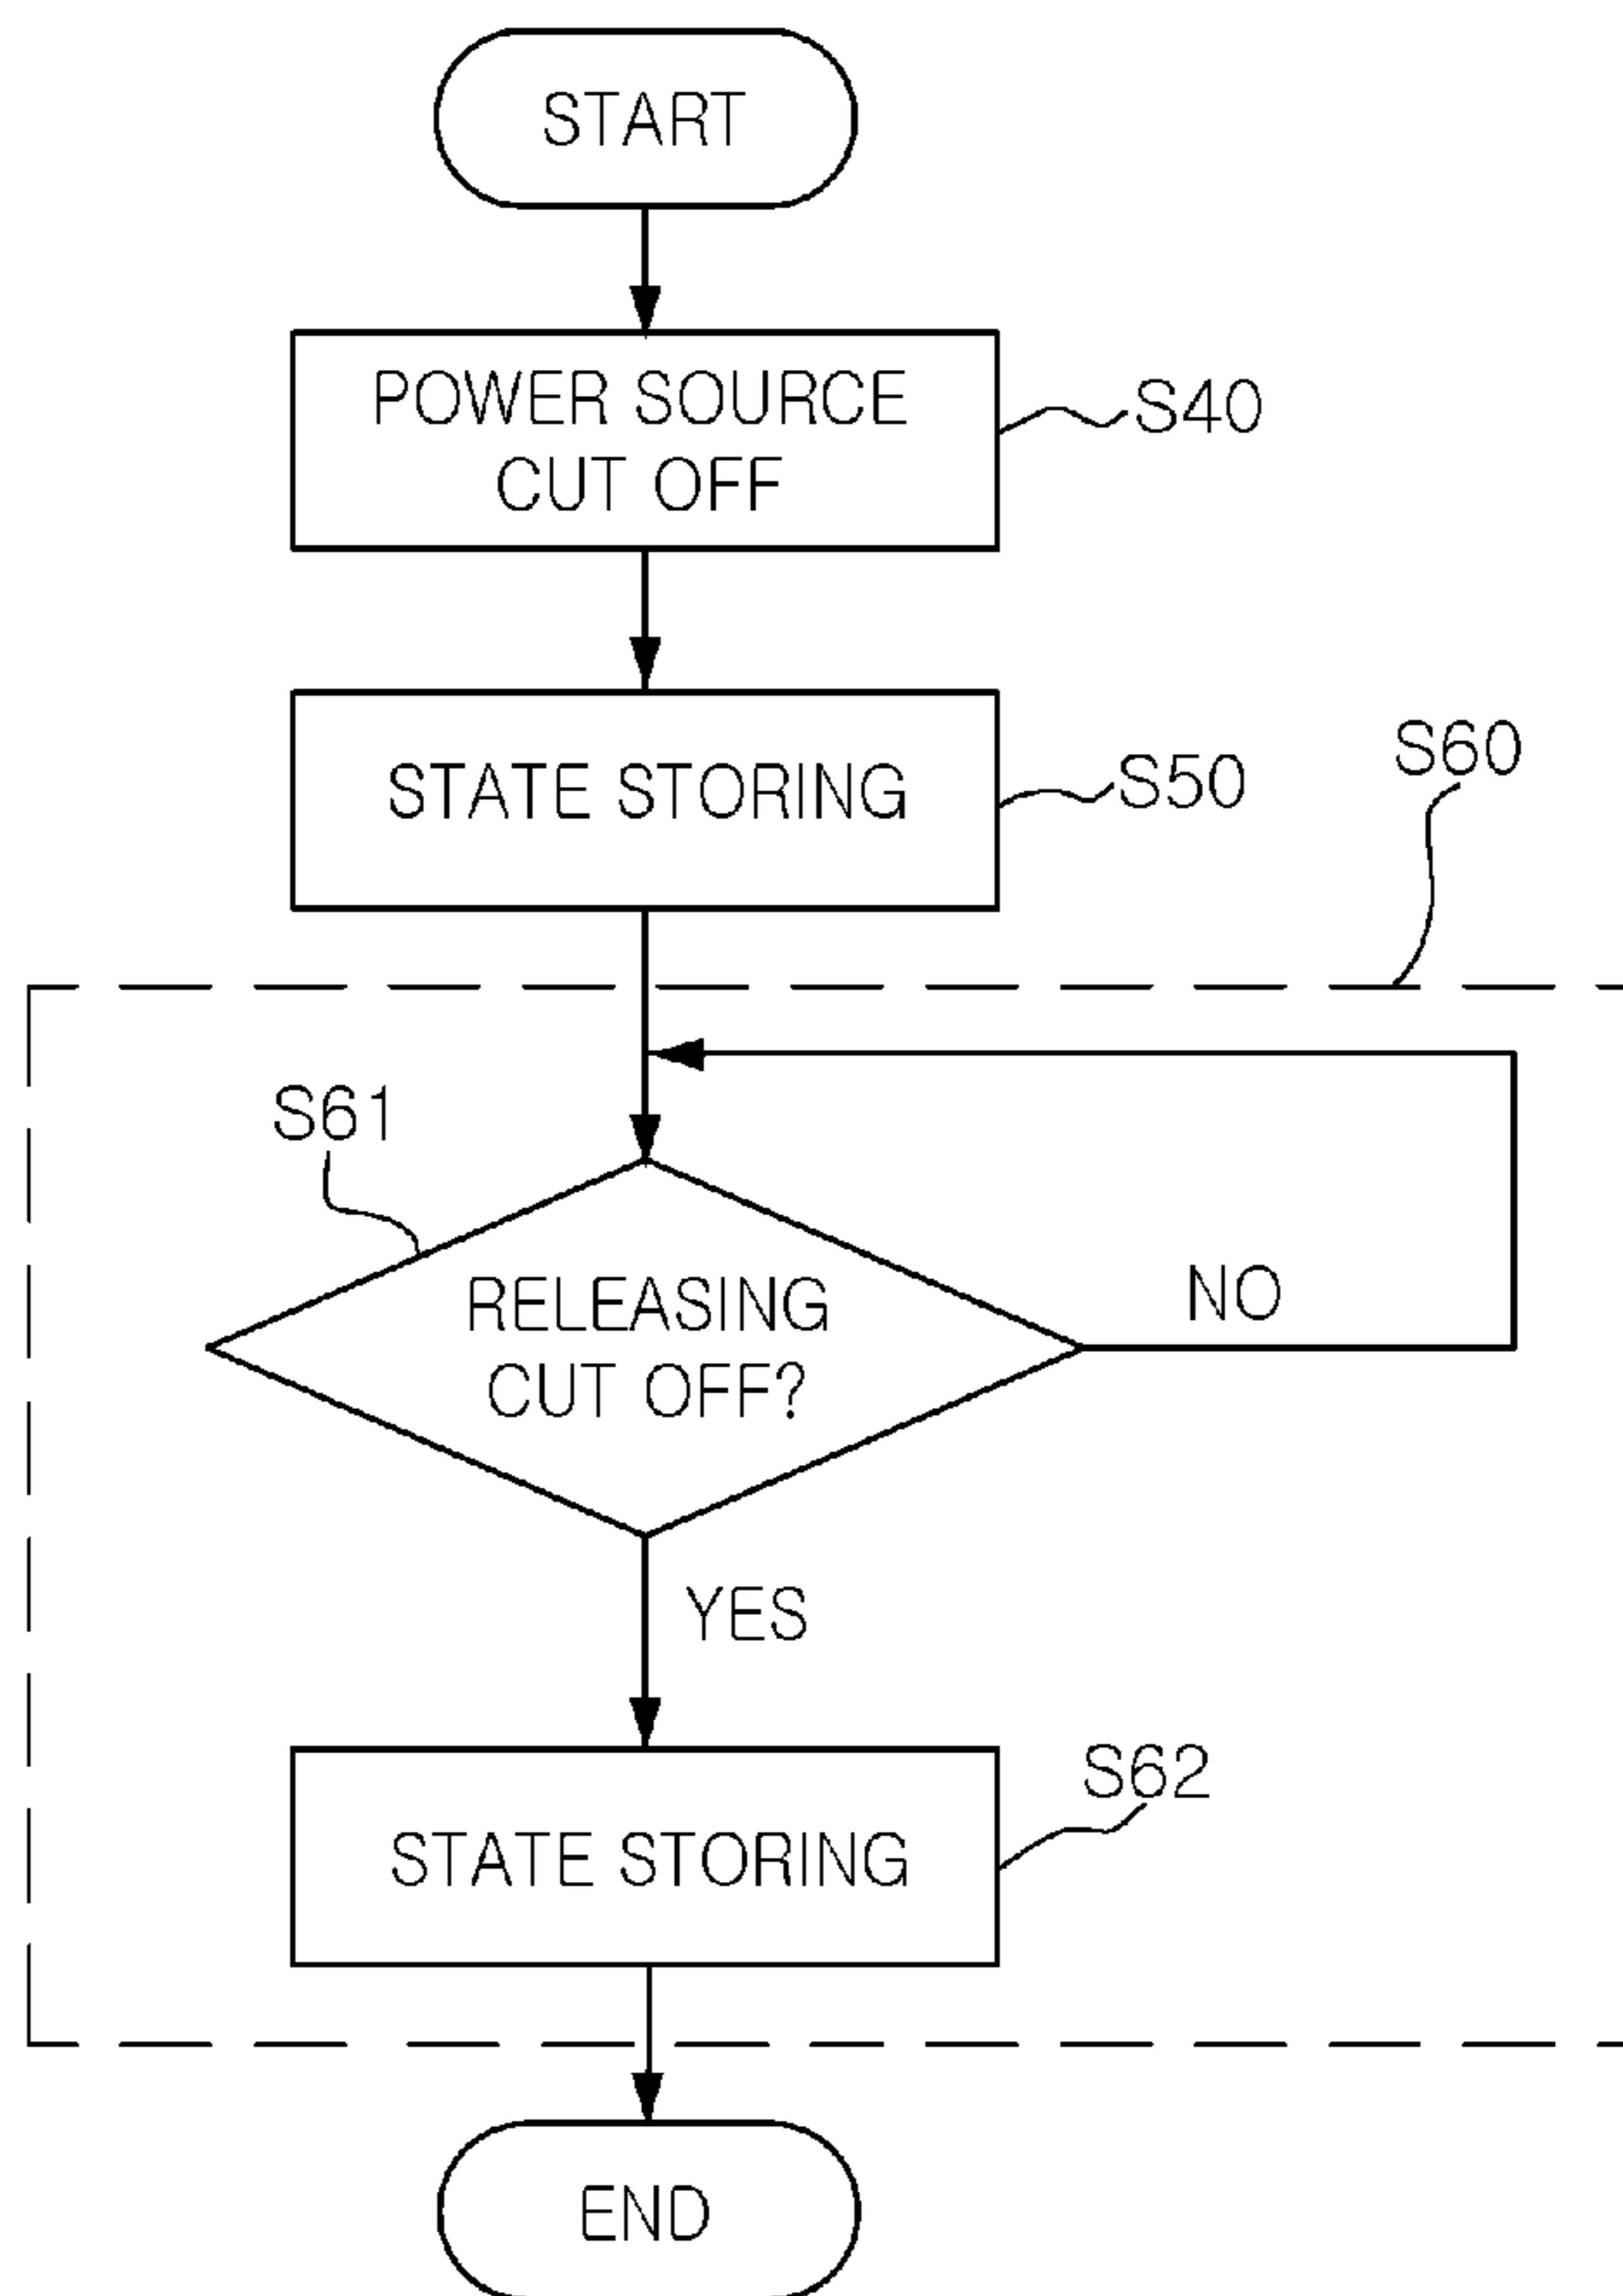 START
POWER SOURCE
CUT OFF
S40
STATE STORING
S50
S60
S61
RELEASING
CUT OFF?
NO
YES
S62
STATE STORING
END